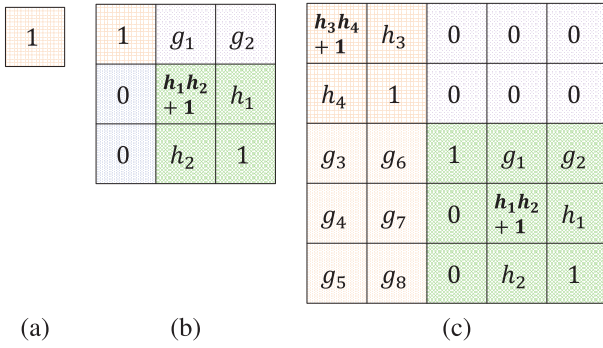 1
1 g₁ g₂
0 h₁h₂ + 1 h₁
0 h₂ 1
h₃h₄ + 1 h₃ 0 0 0
h₄ 1 0 0 0
g₃ g₆ 1 g₁ g₂
g₄ g₇ 0 h₁h₂ + 1 h₁
g₅ g₈ 0 h₂ 1
(a) (b) (c)